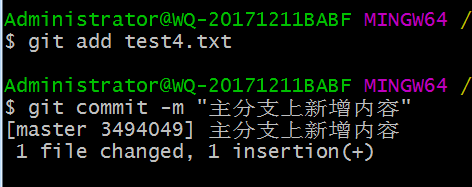 Administrator@WQ-20171211BABF MINGW64 /
$ git add test4.txt
Administrator@WQ-20171211BABF MINGW64 /
$ git commit -m "主分支上新增内容"
[master 3494049] 主分支上新增内容
1 file changed, 1 insertion(+)